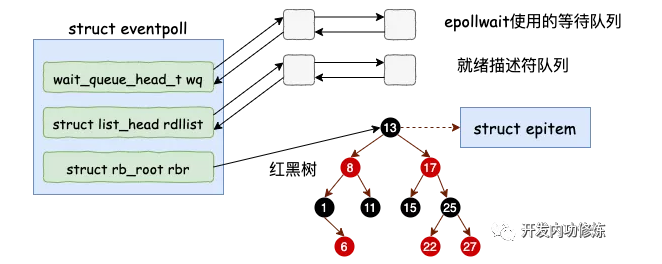 struct eventpoll
epollwait使用的等待队列
wait_queue_head_t wq
就绪描述符队列
struct list_head rdllist
13
struct epitem
struct rb_root rbr
红黑树
8
17
1
11
15
25
6
22
27
开发内功修炼